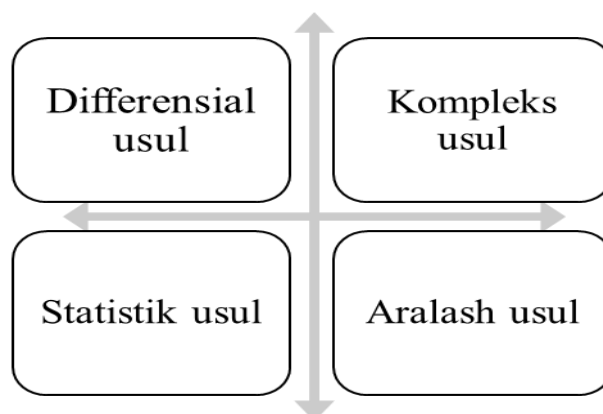 Differensial
usul
Kompleks
usul
Statistik usul
Aralash usul